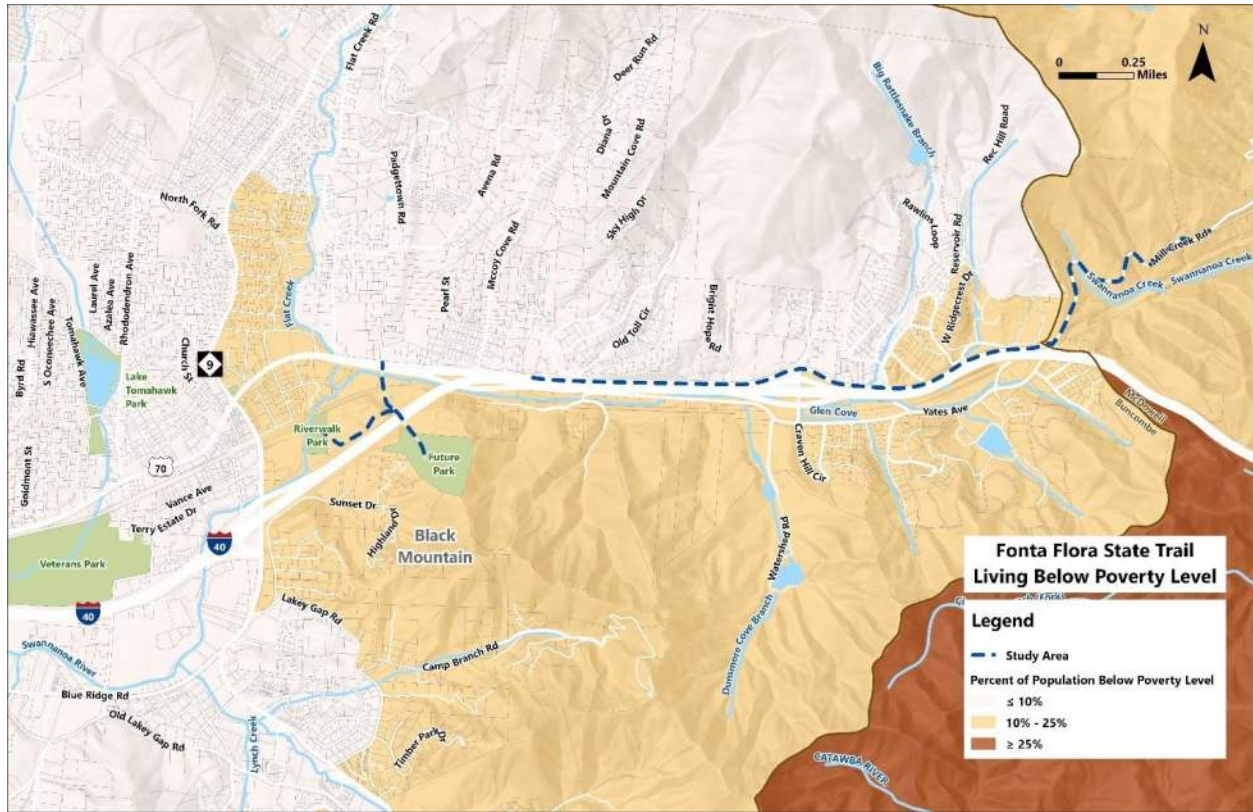 Flat Creek Rd
Deer Run Rd
Diana Dr
Mountain Cove Rd
Sky High Dr
Padgettown Rd
Avena Rd
Mccoy Cove Rd
Pearl St
Old Toll Cir
Bright Hope Rd
Big Rattlesnake Branch
Rec Hill Road
Rawlins Loop
Reservoir Rd
W Ridgecrest Dr
N
0 0.25
Miles
Mill Creek Rd
Swannanoa Creek
Swannanoa Creek
North Fork Rd
Flat Creek
Byrd Rd
Hiawassee Ave
S Oconeechee Ave
Tomahawk Ave
Laurel Ave
Azalea Ave
Rhododendron Ave
Church St
9
Lake
Tomahawk
Park
Goldmont St
70
Riverwalk
Park
Future
Park
Vance Ave
Terry Estate Dr
Sunset Dr
Highland Dr
Black
Mountain
40
Veterans Park
40
Glen Cove
Yates Ave
Craven Hill Cir
McDowell
Buncombe
Watershed Rd
Dunsmore Cove Branch
Lakey Gap Rd
Camp Branch Rd
Swannanoa River
Blue Ridge Rd
Old Lakey Gap Rd
Lynch Creek
Timber Park Dr
CATAWBA RIVER
Fonta Flora State Trail
Living Below Poverty Level
Legend
Study Area
Percent of Population Below Poverty Level
≤ 10%
10% - 25%
≥ 25%